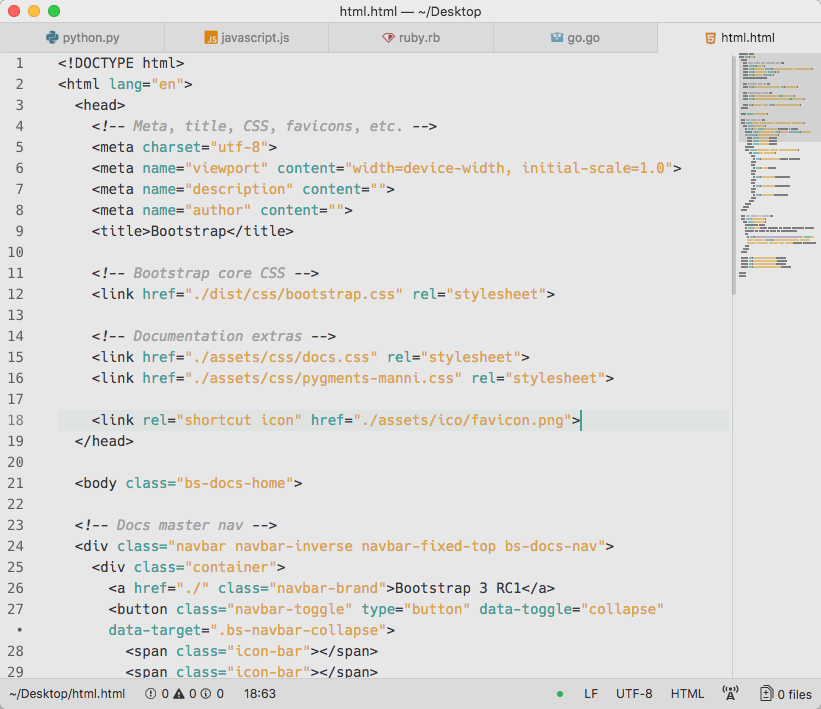 html.html — ~/Desktop
python.py
javascript.js
ruby.rb
go.go
html.html
1 <!DOCTYPE html>
2 <html lang="en">
3 <head>
4 <!-- Meta, title, CSS, favicons, etc. -->
5 <meta charset="utf-8">
6 <meta name="viewport" content="width=device-width, initial-scale=1.0">
7 <meta name="description" content="">
8 <meta name="author" content="">
9 <title>Bootstrap</title>
10
11 <!-- Bootstrap core CSS -->
12 <link href="./dist/css/bootstrap.css" rel="stylesheet">
13
14 <!-- Documentation extras -->
15 <link href="./assets/css/docs.css" rel="stylesheet">
16 <link href="./assets/css/pygments-manni.css" rel="stylesheet">
17
18 <link rel="shortcut icon" href="./assets/ico/favicon.png">
19 </head>
20
21 <body class="bs-docs-home">
22
23 <!-- Docs master nav -->
24 <div class="navbar navbar-inverse navbar-fixed-top bs-docs-nav">
25 <div class="container">
26 <a href="./" class="navbar-brand">Bootstrap 3 RC1</a>
27 <button class="navbar-toggle" type="button" data-toggle="collapse"
• data-target=".bs-navbar-collapse">
28 <span class="icon-bar"></span>
29 <span class="icon-bar"></span>
~/Desktop/html.html 0 0 0 18:63 LF UTF-8 HTML 0 files